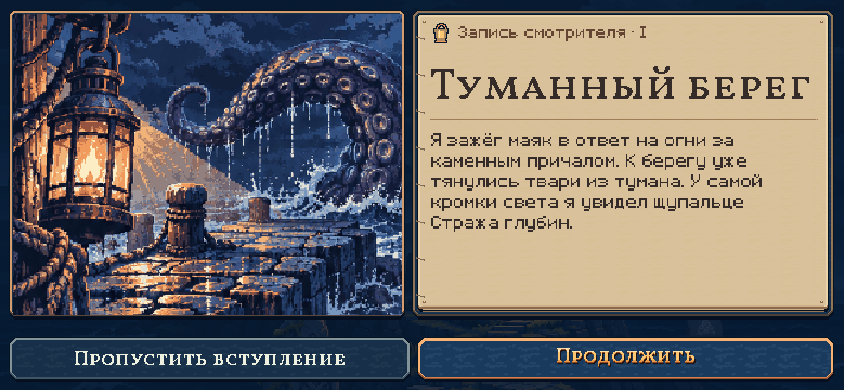 Запись смотрителя · I
Туманный берег
Я зажёг маяк в ответ на огни за
каменным причалом. К берегу уже
тянулись твари из тумана. У самой
кромки света я увидел щупальце
Стража глубин.
Пропустить вступление
Продолжить